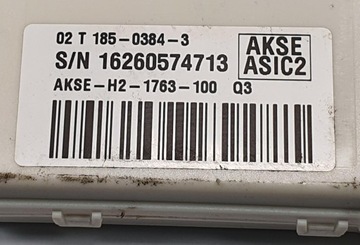 02 T 185-0384-3
S/N 16260574713
AKSE
ASIC2
AKSE-H2-1763-100 Q3